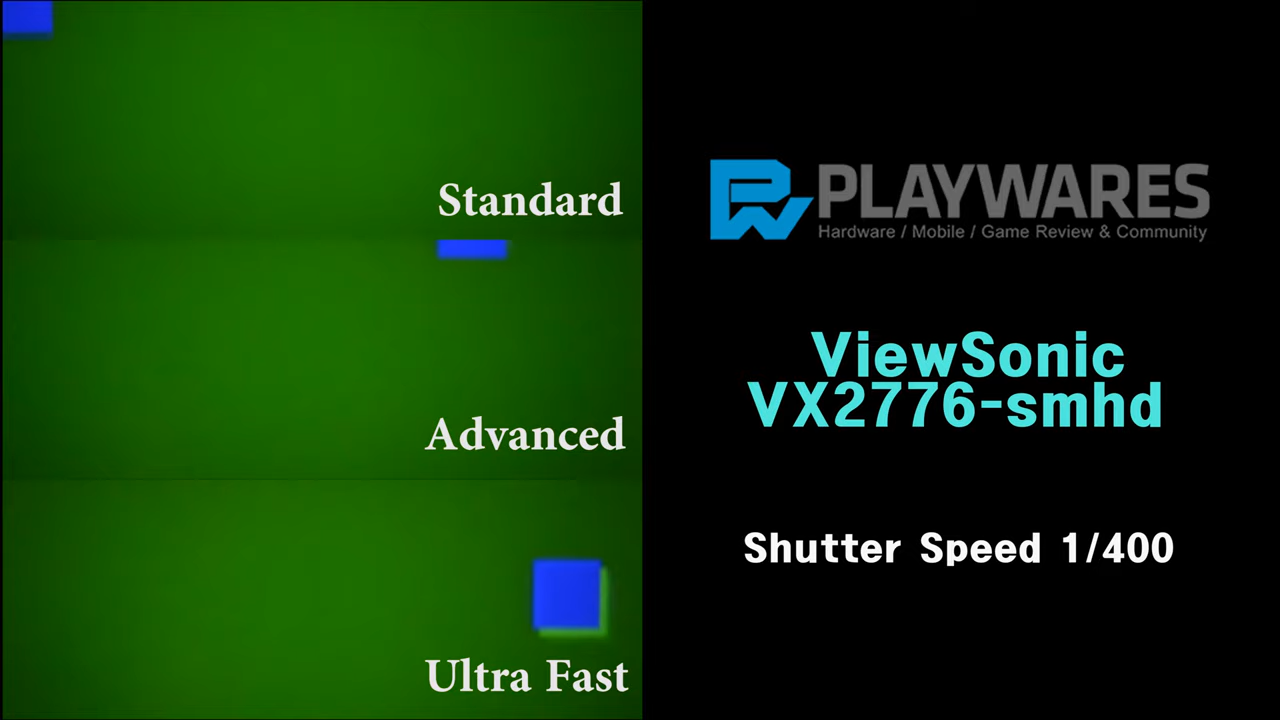 Standard
Advanced
Ultra Fast
PLAYWARES
Hardware / Mobile / Game Review & Community
ViewSonic
VX2776-smhd
Shutter Speed 1/400